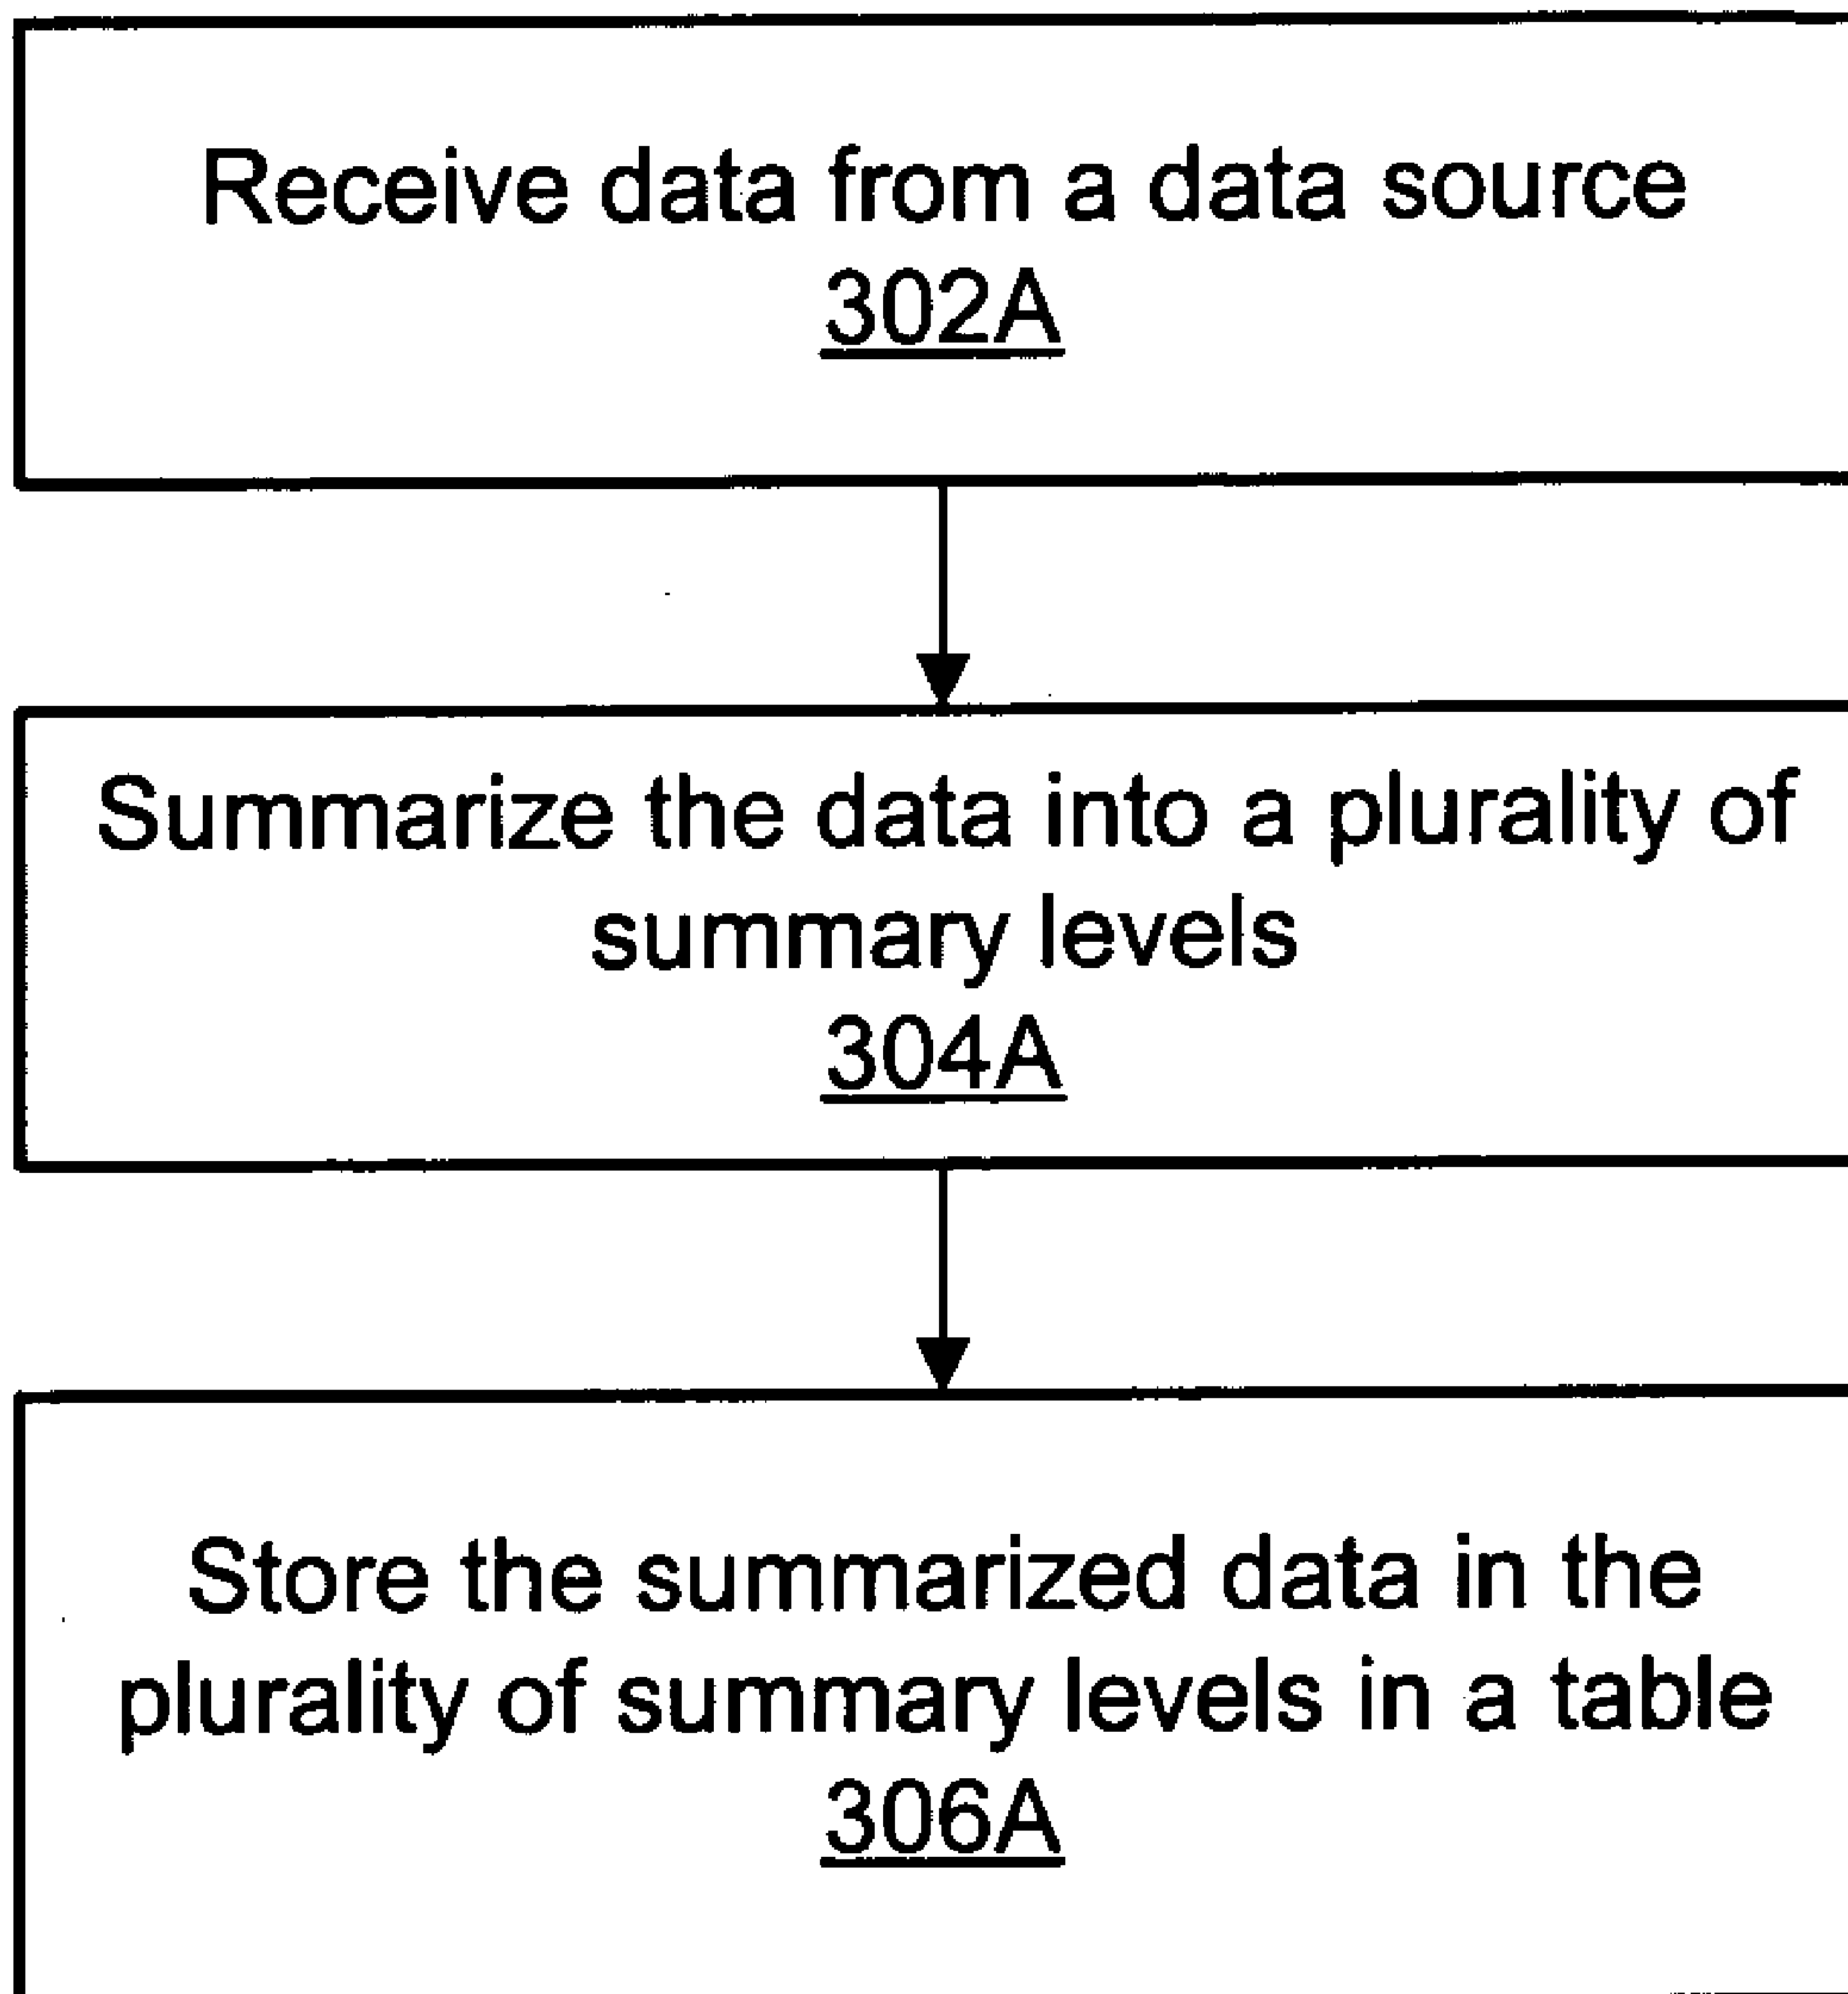 Receive data from a data source
302A
Summarize the data into a plurality of
summary levels
304A
Store the summarized data in the
plurality of summary levels in a table
306A